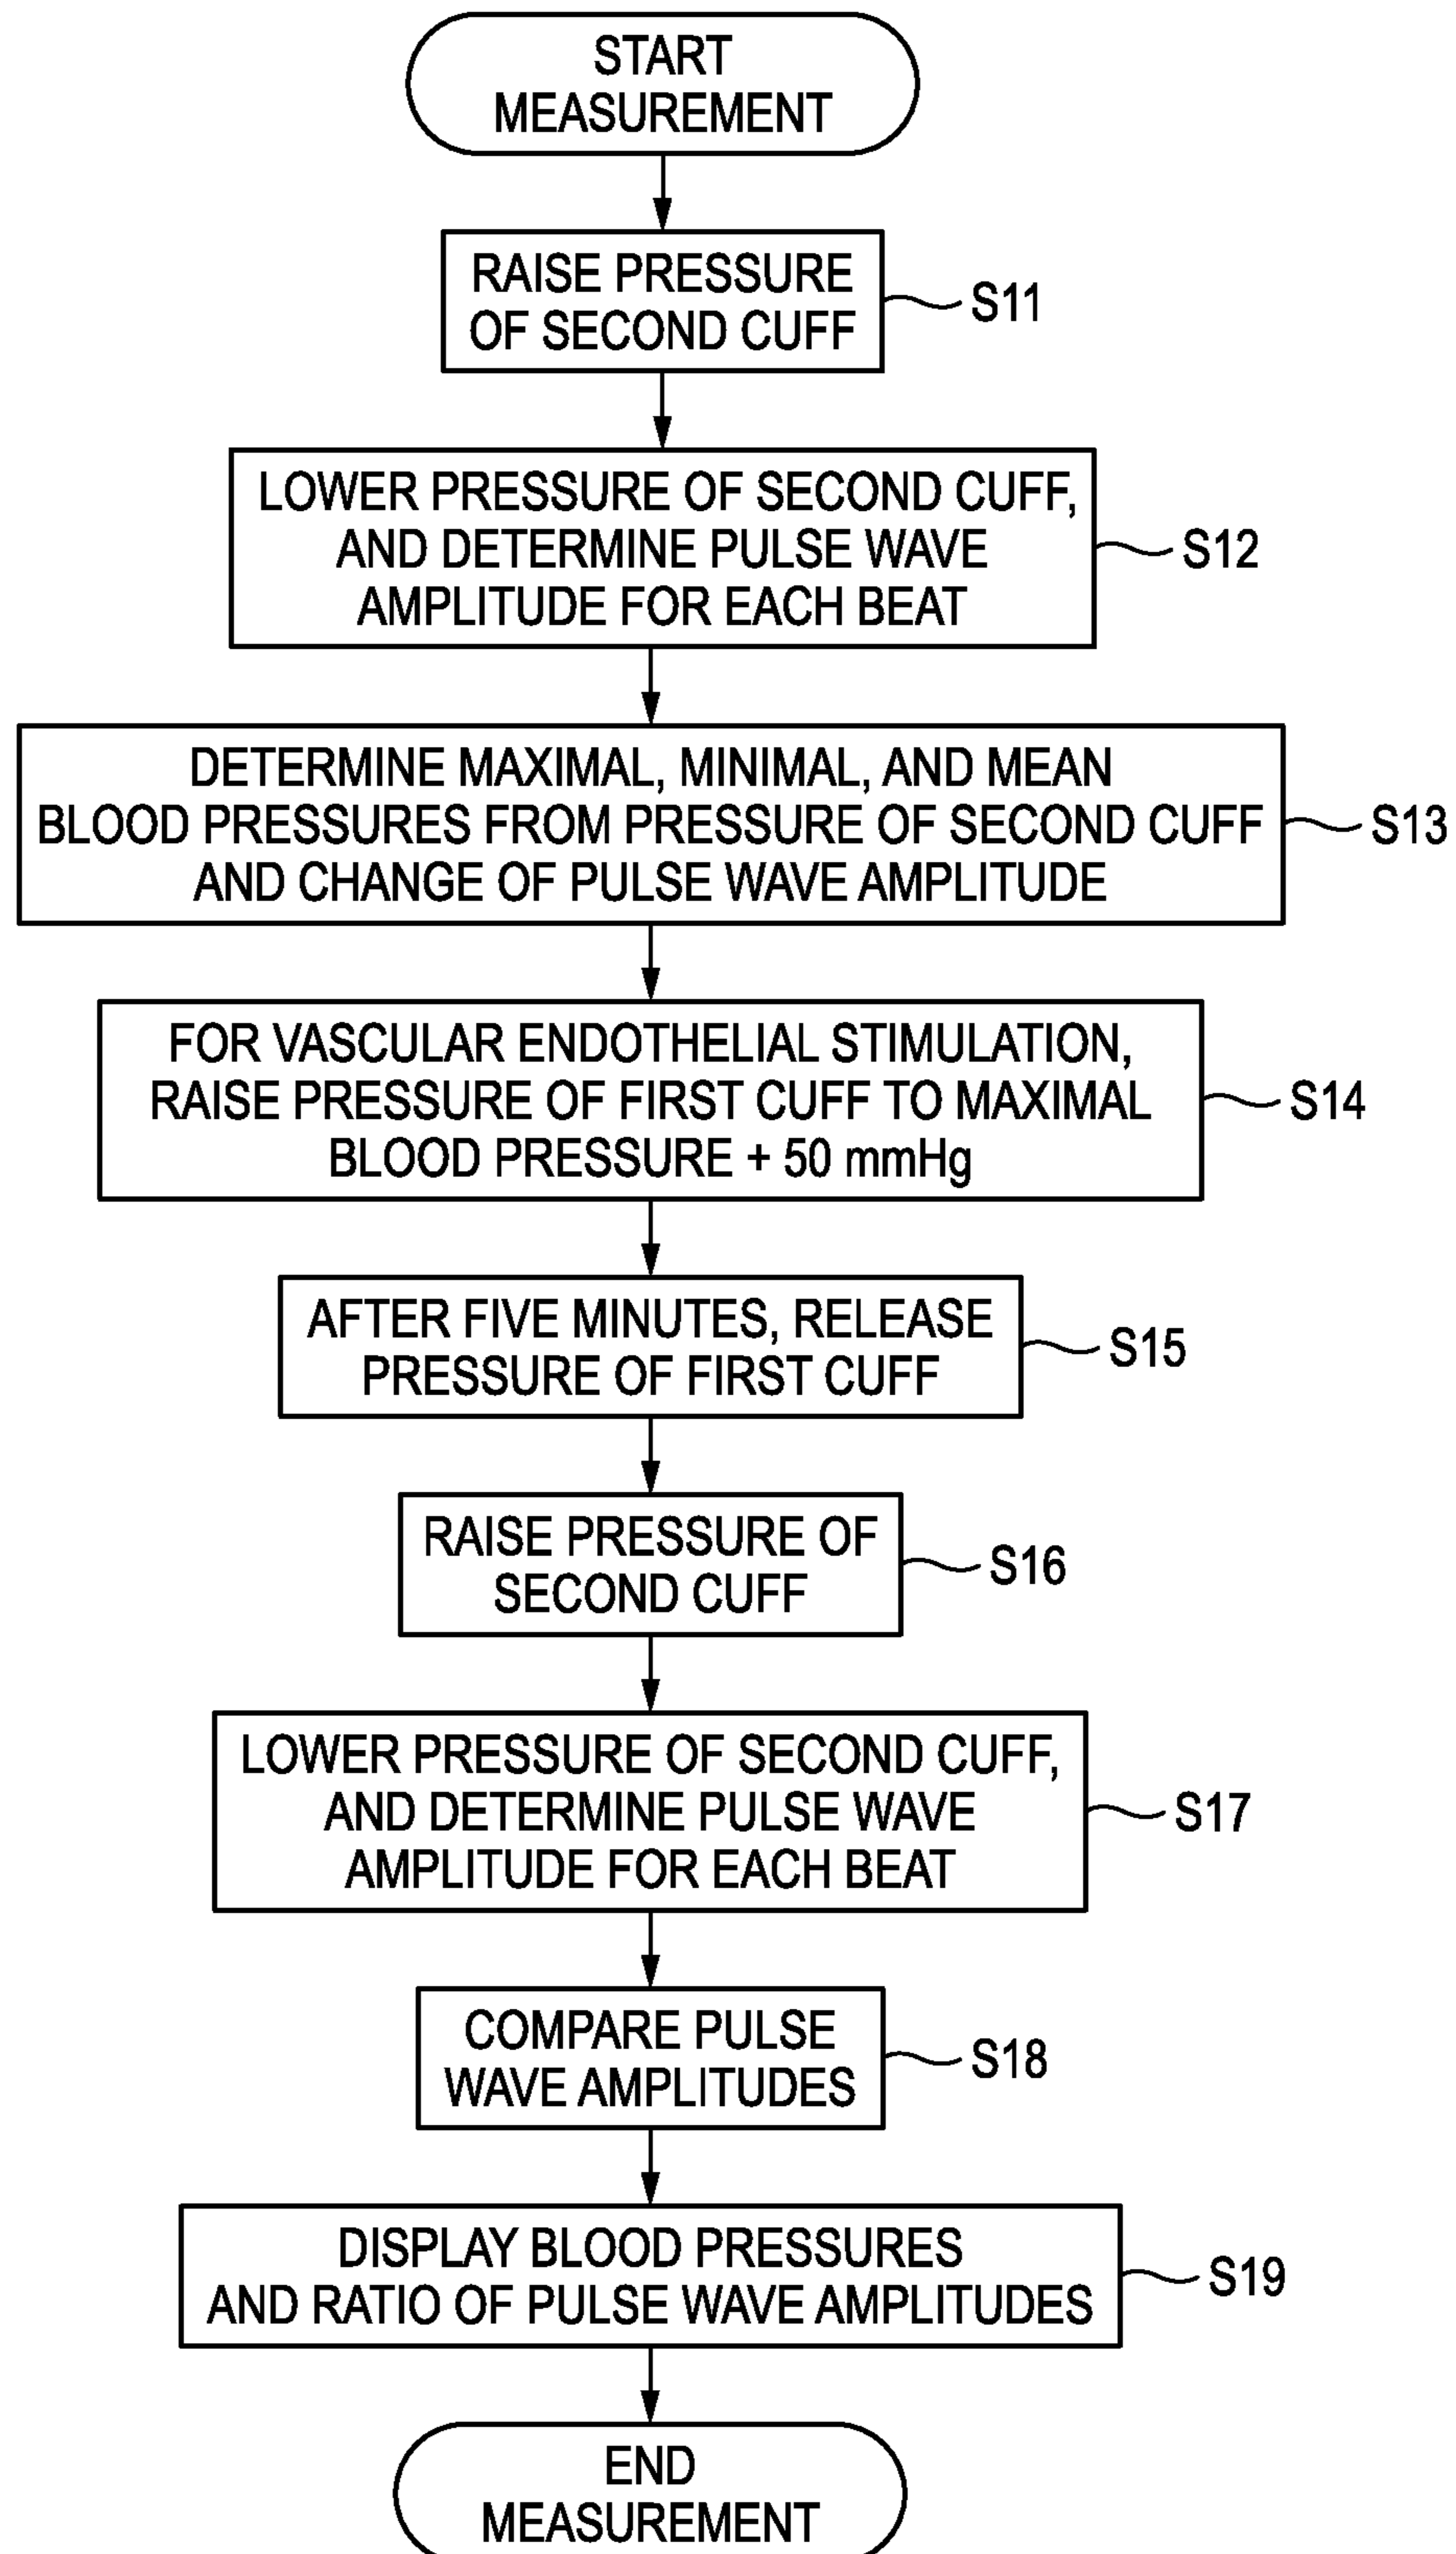 START
MEASUREMENT
RAISE PRESSURE
OF SECOND CUFF
S11
LOWER PRESSURE OF SECOND CUFF,
AND DETERMINE PULSE WAVE
AMPLITUDE FOR EACH BEAT
S12
DETERMINE MAXIMAL, MINIMAL, AND MEAN
BLOOD PRESSURES FROM PRESSURE OF SECOND CUFF
AND CHANGE OF PULSE WAVE AMPLITUDE
S13
FOR VASCULAR ENDOTHELIAL STIMULATION,
RAISE PRESSURE OF FIRST CUFF TO MAXIMAL
BLOOD PRESSURE + 50 mmHg
S14
AFTER FIVE MINUTES, RELEASE
PRESSURE OF FIRST CUFF
S15
RAISE PRESSURE OF
SECOND CUFF
S16
LOWER PRESSURE OF SECOND CUFF,
AND DETERMINE PULSE WAVE
AMPLITUDE FOR EACH BEAT
S17
COMPARE PULSE
WAVE AMPLITUDES
S18
DISPLAY BLOOD PRESSURES
AND RATIO OF PULSE WAVE AMPLITUDES
S19
END
MEASUREMENT